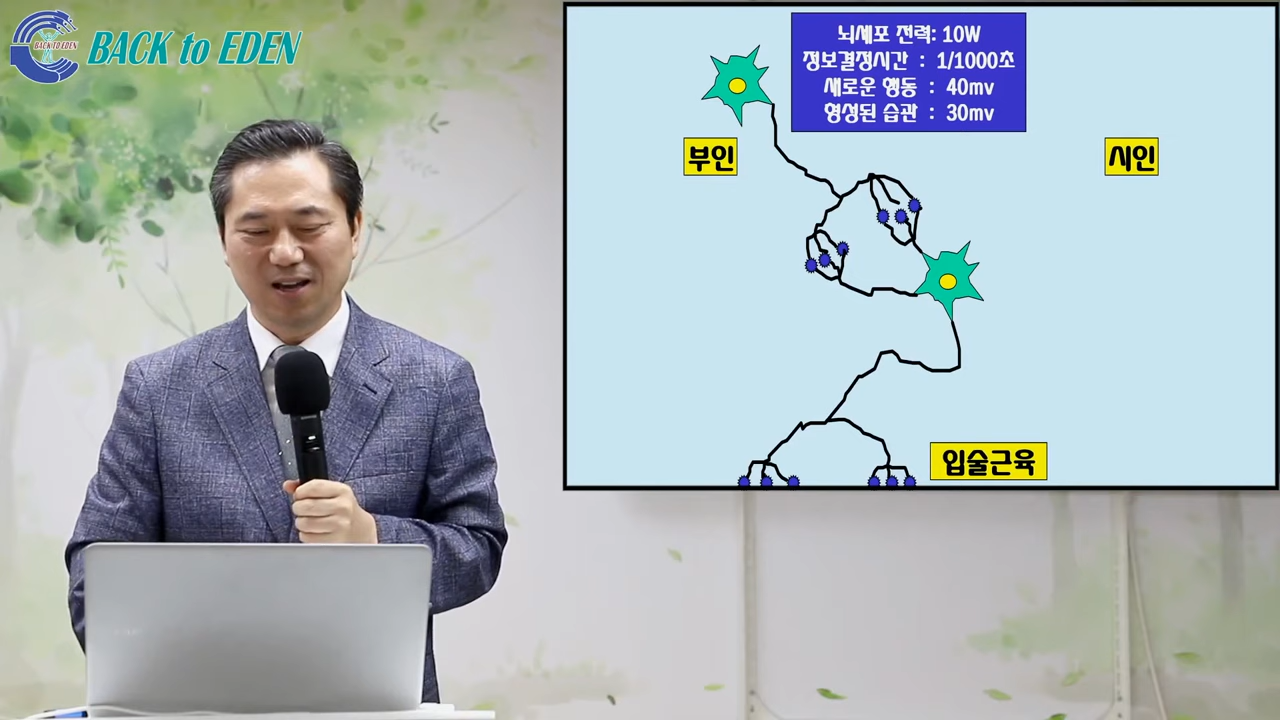 BACK TO EDEN
BACK to EDEN
뇌세포 전력: 10W
정보결정시간 : 1/1000초
새로운 행동 : 40mv
형성된 습관 : 30mv
부인
시인
입술근육